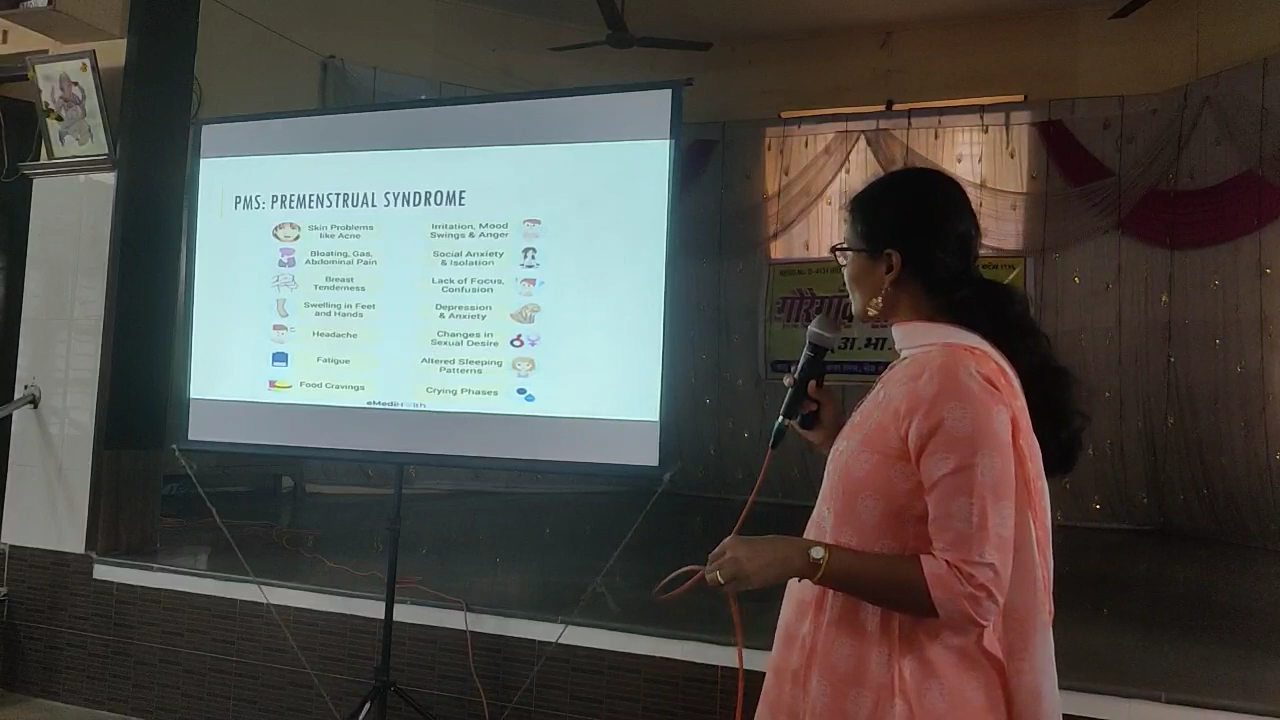 PMS: PREMENSTRUAL SYNDROME
Skin Problems
like Acne
Bloating, Gas,
Abdominal Pain
Breast
Tenderness
Swelling in Feet
and Hands
Headache
Fatigue
Food Cravings
Irritation, Mood
Swings & Anger
Social Anxiety
& Isolation
Lack of Focus,
Confusion
Depression
& Anxiety
Changes in
Sexual Desire
Altered Sleeping
Patterns
Crying Phases
eMediHealth
गोरेगाव
अ.भा.